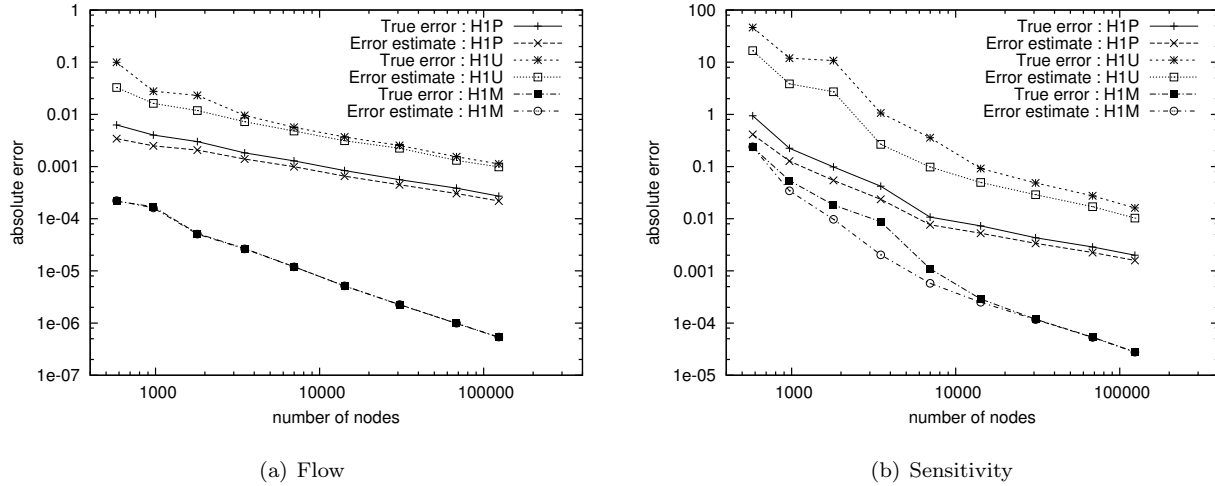 1
0.1
0.01
0.001
1e-04
1e-05
1e-06
1e-07
absolute error
1000
10000
100000
number of nodes
True error : H1P
Error estimate : H1P
True error : H1U
Error estimate : H1U
True error : H1M
Error estimate : H1M
(a) Flow
100
10
1
0.1
0.01
0.001
1e-04
1e-05
absolute error
1000
10000
100000
number of nodes
True error : H1P
Error estimate : H1P
True error : H1U
Error estimate : H1U
True error : H1M
Error estimate : H1M
(b) Sensitivity